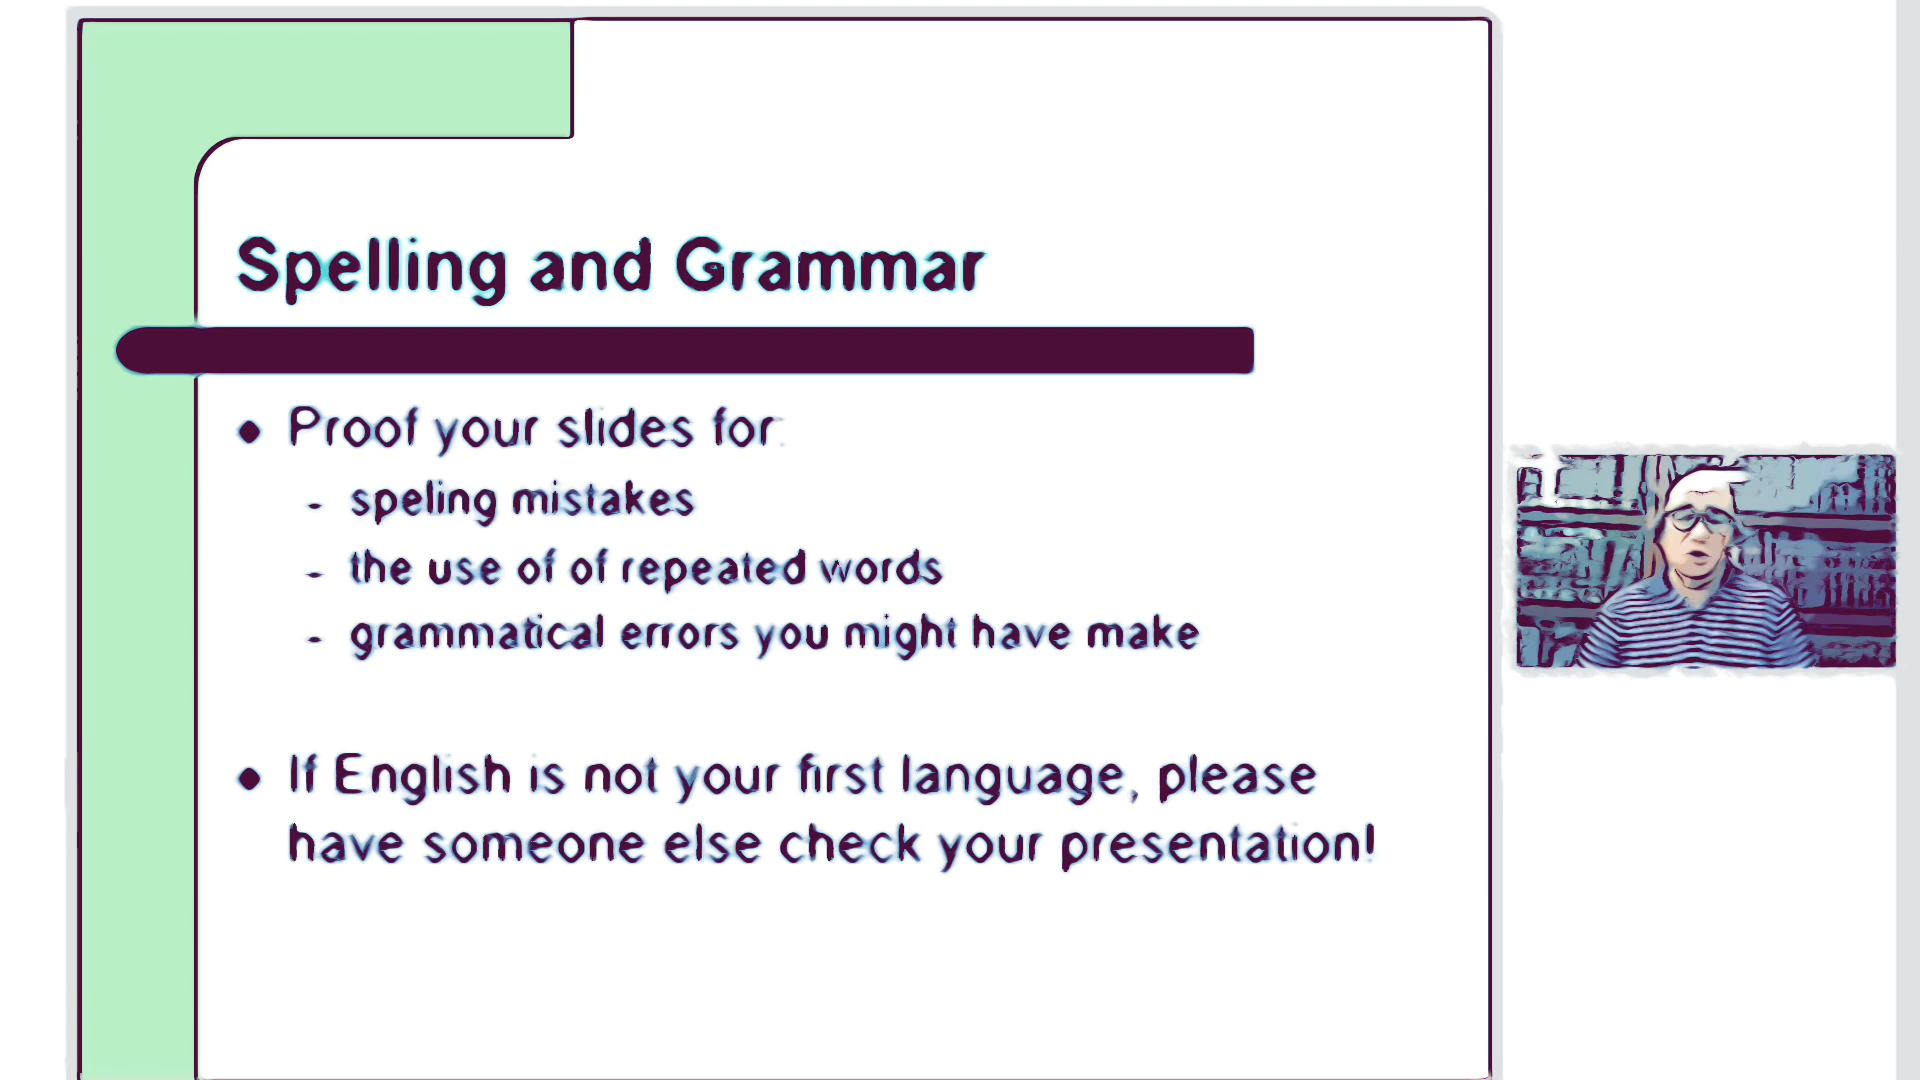 Spelling and Grammar
• Proof your slides for:
- speling mistakes
- the use of of repeated words
- grammatical errors you might have make
• If English is not your first language, please
have someone else check your presentation!